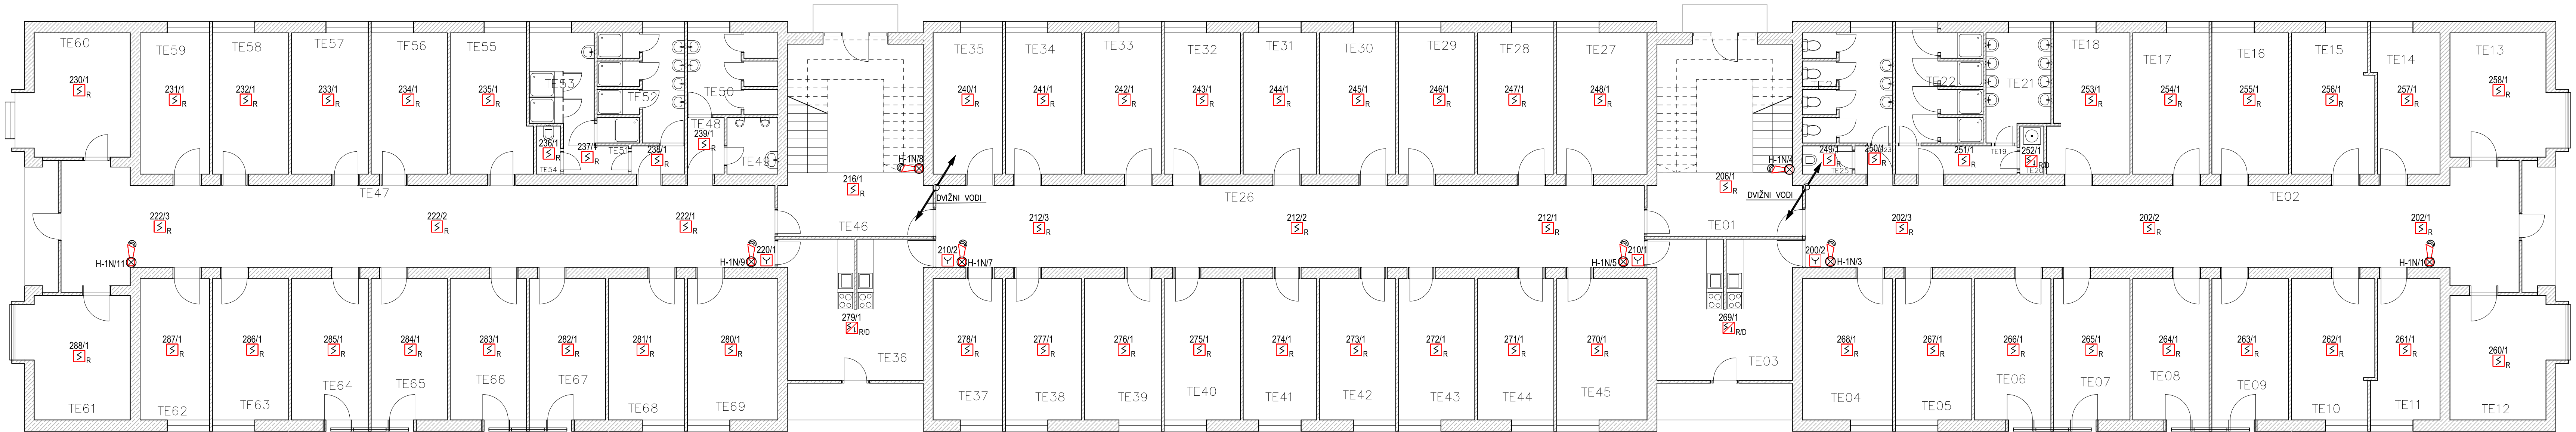 TE60
TE59
TE58
TE57
TE56
TE55
TE53
TE52
TE50
TE35
TE34
TE33
TE32
TE31
TE30
TE29
TE28
TE27
TE22
TE21
TE18
TE17
TE16
TE15
TE14
TE13
230/1
R
231/1
R
232/1
R
233/1
R
234/1
R
235/1
R
240/1
R
241/1
R
242/1
R
243/1
R
244/1
R
245/1
R
246/1
R
247/1
R
248/1
R
253/1
R
254/1
R
255/1
R
256/1
R
257/1
R
258/1
R
TE48
239/1
R
236/1
R
237/1
R
TE51
238/1
R
TE49
TE54
H-1N/8
H-1N/4
249/1
R
TE25
250/1
R
251/1
R
TE19
252/1
R/D
TE20
TE47
216/1
R
DVIŽNI VODI
TE26
206/1
R
DVIŽNI VODI
TE02
222/3
R
222/2
R
222/1
R
TE46
212/3
R
212/2
R
212/1
R
TE01
202/3
R
202/2
R
202/1
R
H-1N/11
H-1N/9
220/1
210/2
H-1N/7
H-1N/5
210/1
200/2
H-1N/3
H-1N/1
279/1
R/D
TE36
269/1
R/D
TE03
288/1
R
287/1
R
286/1
R
285/1
R
284/1
R
283/1
R
282/1
R
281/1
R
280/1
R
278/1
R
277/1
R
276/1
R
275/1
R
274/1
R
273/1
R
272/1
R
271/1
R
270/1
R
268/1
R
267/1
R
266/1
R
265/1
R
264/1
R
263/1
R
262/1
R
261/1
R
260/1
R
TE61
TE62
TE63
TE64
TE65
TE66
TE67
TE68
TE69
TE37
TE38
TE39
TE40
TE41
TE42
TE43
TE44
TE45
TE04
TE05
TE06
TE07
TE08
TE09
TE10
TE11
TE12